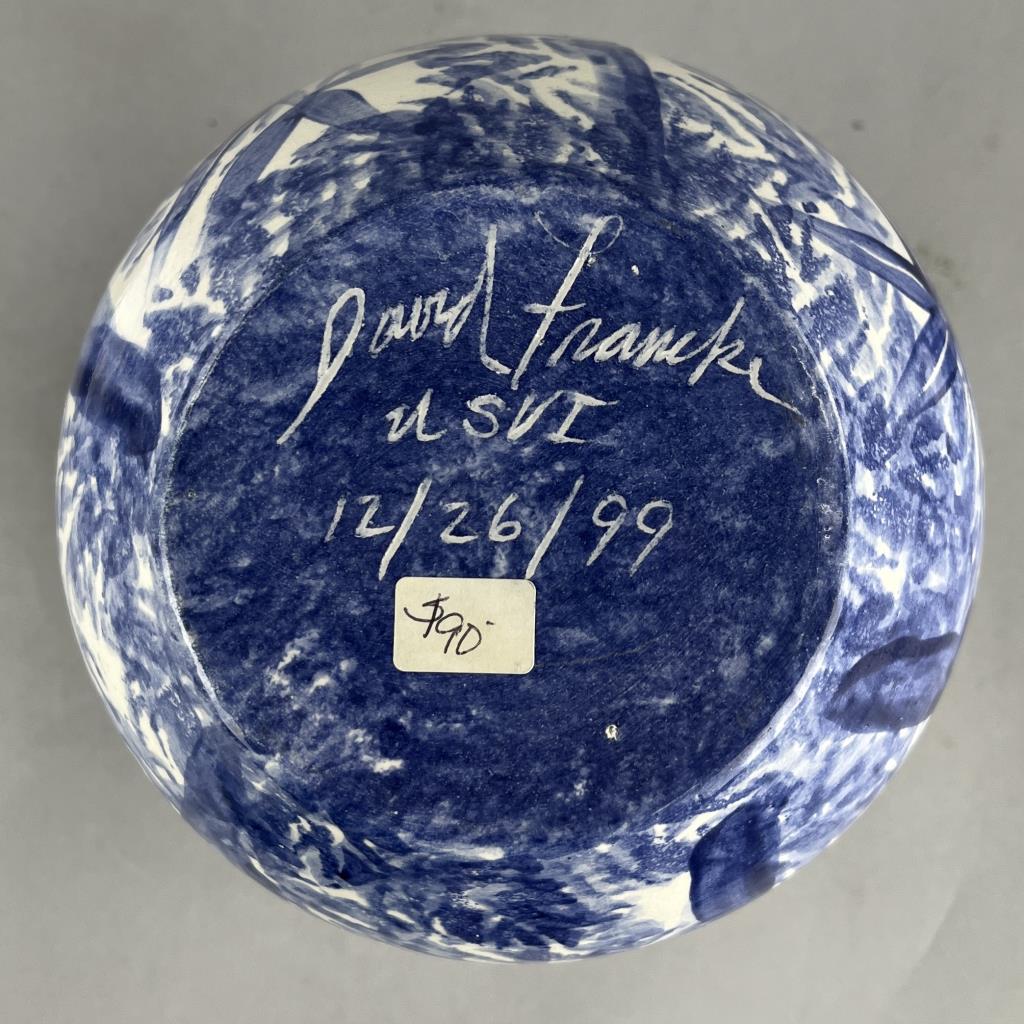 David Francke
USVI
12/26/99
$90